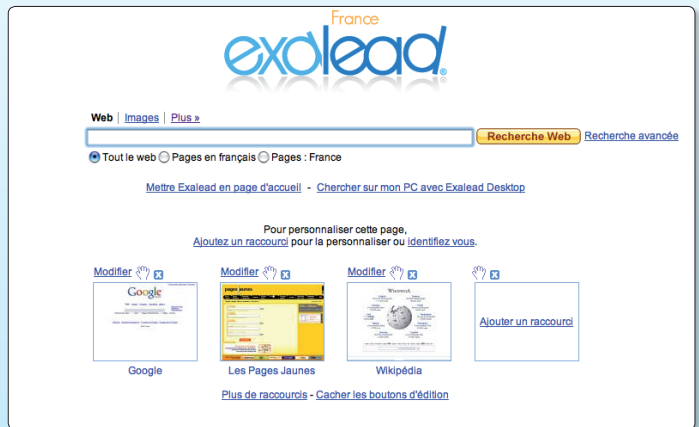 France
exalead®
Web | Images | Plus »
Recherche Web Recherche avancée
Tout le web Pages en français Pages : France
Mettre Exalead en page d'accueil - Chercher sur mon PC avec Exalead Desktop
Pour personnaliser cette page,
Ajoutez un raccourci pour la personnaliser ou identifiez vous.
Modifier Modifier Modifier
Google pages jaunes Wikipédia
Ajouter un raccourci
Google Les Pages Jaunes Wikipédia
Plus de raccourcis - Cacher les boutons d'édition